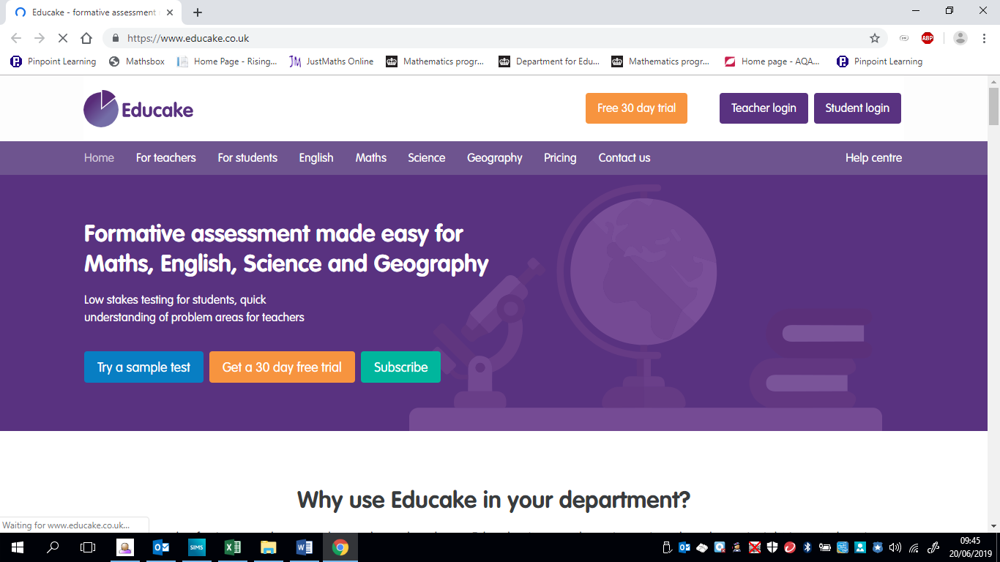 Educake - formative assessment
https://www.educake.co.uk
ABP
Pinpoint Learning
Mathsbox
Home Page - Rising...
JM
JustMaths Online
Mathematics progr...
Department for Edu...
Mathematics progr...
Home page - AQA...
Pinpoint Learning
Educake
Free 30 day trial
Teacher login
Student login
Home
For teachers
For students
English
Maths
Science
Geography
Pricing
Contact us
Help centre
Formative assessment made easy for
Maths, English, Science and Geography
Low stakes testing for students, quick
understanding of problem areas for teachers
Try a sample test
Get a 30 day free trial
Subscribe
Why use Educake in your department?
Waiting for www.educake.co.uk...
SIMS
09:45
20/06/2019